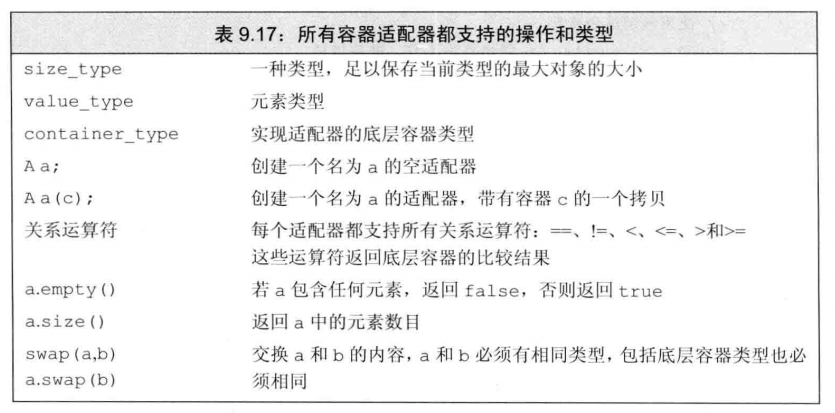 表 9.17：所有容器适配器都支持的操作和类型
size_type 一种类型，足以保存当前类型的最大对象的大小
value_type 元素类型
container_type 实现适配器的底层容器类型
A a; 创建一个名为 a 的空适配器
A a(c); 创建一个名为 a 的适配器，带有容器 c 的一个拷贝
关系运算符 每个适配器都支持所有关系运算符：==、!=、<、<=、>和>=
这些运算符返回底层容器的比较结果
a.empty() 若 a 包含任何元素，返回 false，否则返回 true
a.size() 返回 a 中的元素数目
swap(a,b) 交换 a 和 b 的内容，a 和 b 必须有相同类型，包括底层容器类型也必
a.swap(b) 须相同